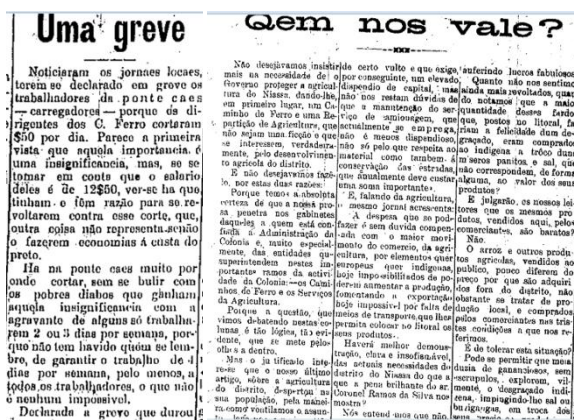 Uma greve
Noticiaram os jornaes locaes,
terem-se declarado em greve os
trabalhadores da ponte caes
— carregadores — porque os di-
rigentes dos C. Ferro cortaram
$50 por dia. Parece a primeira
vista que aquela importancia é
uma insignificancia, mas, se se
tomar em conta que o salario
deles é de 12$50, ver-se ha que
tinham e têm razão para se re-
voltarem contra esse corte, que,
outra coisa não representa senão
fazerem economias á custa do
preto.
Ha na ponte caes muito por
onde cortar, sem se bulir com
os pobres diabos que ganham
aquela insignificancia com a
agravante de alguns só trabalha-
rem 2 ou 3 dias por semana, por-
que não tem havido quem se lem-
bre, de garantir o trabalho de 4
dias por semana, pelo menos, a
todos os trabalhadores, o que não
é nenhum impossivel.
Declarada a greve que durou
Qem nos vale?
Não desejavamos insistir
mais na necessidade de o
Governo proteger a agricul-
tura do Niassa, dando-lhe,
em primeiro lugar, um Ca-
minho de Ferro e uma Re-
partição de Agricultura, que
não sejam uma ficção e que
se interessem, verdadeira-
mente, pelo desenvolvimen-
to agricola do distrito.
E não desejavamos fazê-
lo, por estas duas razões:
Porque temos a absoluta
certeza de que a nossa pro-
sa penetra nos gabinetes
daqueles a quem está con-
fiada a Administração da
Colonia e, muito especial-
mente, das entidades que
superintendem nestes im-
portantes ramos da activi-
dade da Colonia:—os Cami-
nhos de Ferro e os Serviços
da Agricultura.
Porque a questão, que
vimos debatendo nestas co-
lunas é tão logica, tão evi-
dente, que se mete pelo
olhos a dentro.
Mas o ja tificado inte-
resse que o nosso último
artigo, sobre a agricultura
do distrito, despertou na
sua população, pela manei-
ra como ventilamos o assun-
de certo vulto e que exige,
por conseguinte, um elevado
dispendio de capital, mas
não nos restam dúvidas de
que a manutenção do ser-
viço de camionagem, que
actualmente se emprega,
não é menos dispendioso,
não só pelo que respeita ao
material como tambem á
conservação das estradas,
que anualmente deve custar
uma soma importante.
E, falando da agricultura,
o mesmo jornal acrescenta:
A despesa que se pode
fazer é sem duvida compen-
sada com o maior movi-
mento do comercio, da agri-
cultura, por elementos quer
europeus quer indigenas,
hoje impossibilitados de po-
derem aumentar a produção,
fomentando a exportação
hoje impossivel por falta de
meios de transporte, que lhes
permita colocar no litoral os
seus produtos.
Haverá melhor demons-
tração, clara e insofismável,
das actuais necessidades do
distrito do Niassa do que a
que a pena brilhante do sr.
Coronel Ramos da Silva nos
mostra?
Nós entendemos que não.
auferindo lucros fabulosos
Quanto não nos sentimos
ainda mais revoltados, quan-
do notamos que a maior
quantidade desses fardos
que, postos no litoral, fa-
riam a felicidade dum de-
graçado, eram comprados
ao indigena a troco dum
miseros panitos e sal, que
não correspondem, de forma
alguma, ao valor dos seus
produtos?
E julgarão, os nossos lei-
tores que os mesmos pro-
dutos, vendidos aqui, pelos
comerciantes, são baratos?
Não.
O arroz e outros produ-
tos agricolas, vendidos ao
publico, pouco diferem do
preço por que são adquiri-
dos fora do distrito, não
obstante se tratar de pro-
dução local, e comprados
pelos comerciantes nas tris-
tes condições a que nos re-
ferimos.
É de tolerar esta situação?
Póde se permitir que meia
duzia de gananciosos, sem
escrupulos, explorem, vil-
mente, o desgraçado indi-
gena, impingindo-lhe sal ou
bugigangas, em troca das